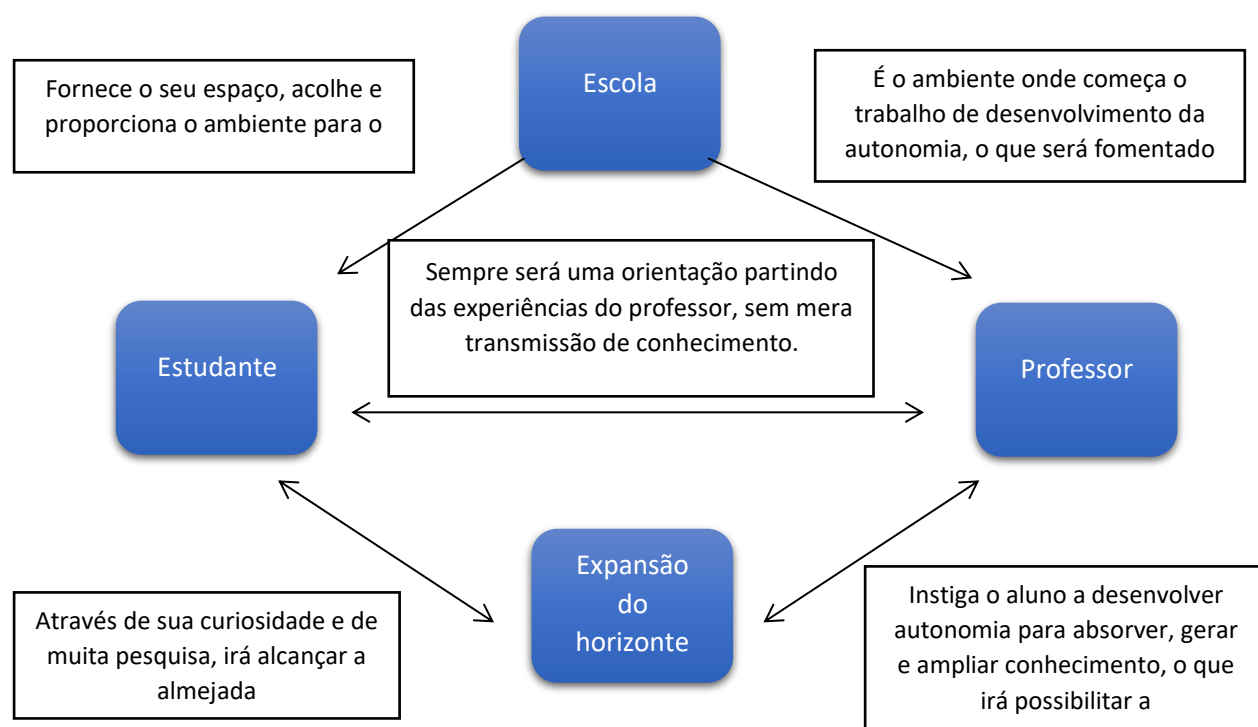 Escola
Fornece o seu espaço, acolhe e
proporciona o ambiente para o
É o ambiente onde começa o
trabalho de desenvolvimento da
autonomia, o que será fomentado
Sempre será uma orientação partindo
das experiências do professor, sem mera
transmissão de conhecimento.
Estudante
Professor
Expansão
do
horizonte
Através de sua curiosidade e de
muita pesquisa, irá alcançar a
almejada
Instiga o aluno a desenvolver
autonomia para absorver, gerar
e ampliar conhecimento, o que
irá possibilitar a